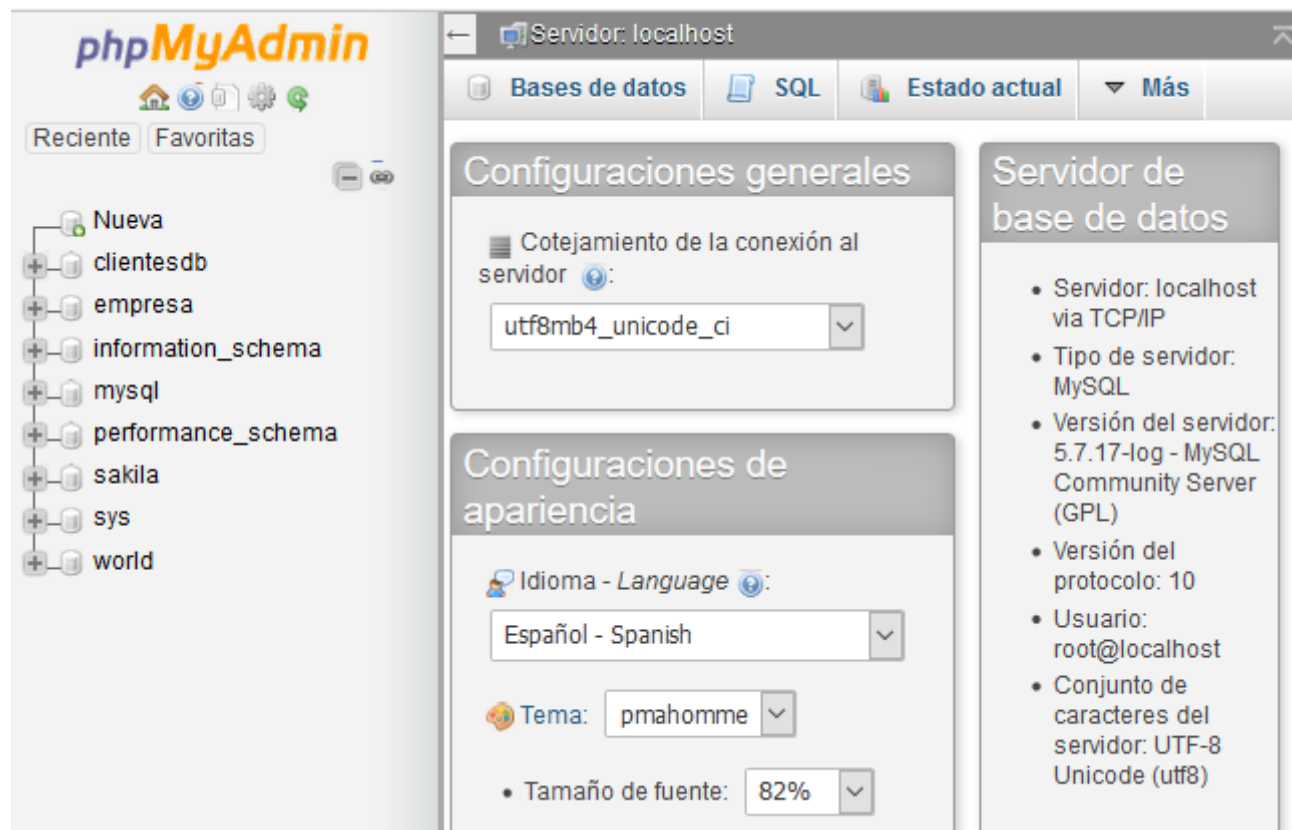 phpMyAdmin
Reciente Favoritas
Nueva
clientesdb
empresa
information_schema
mysql
performance_schema
sakila
sys
world
Servidor: localhost
Bases de datos SQL Estado actual Más
Configuraciones generales
Cotejamiento de la conexión al
servidor :
utf8mb4_unicode_ci
Configuraciones de
apariencia
Idioma - Language :
Español - Spanish
Tema: pmahomme
• Tamaño de fuente: 82%
Servidor de
base de datos
• Servidor: localhost
via TCP/IP
• Tipo de servidor:
MySQL
• Versión del servidor:
5.7.17-log - MySQL
Community Server
(GPL)
• Versión del
protocolo: 10
• Usuario:
root@localhost
• Conjunto de
caracteres del
servidor: UTF-8
Unicode (utf8)